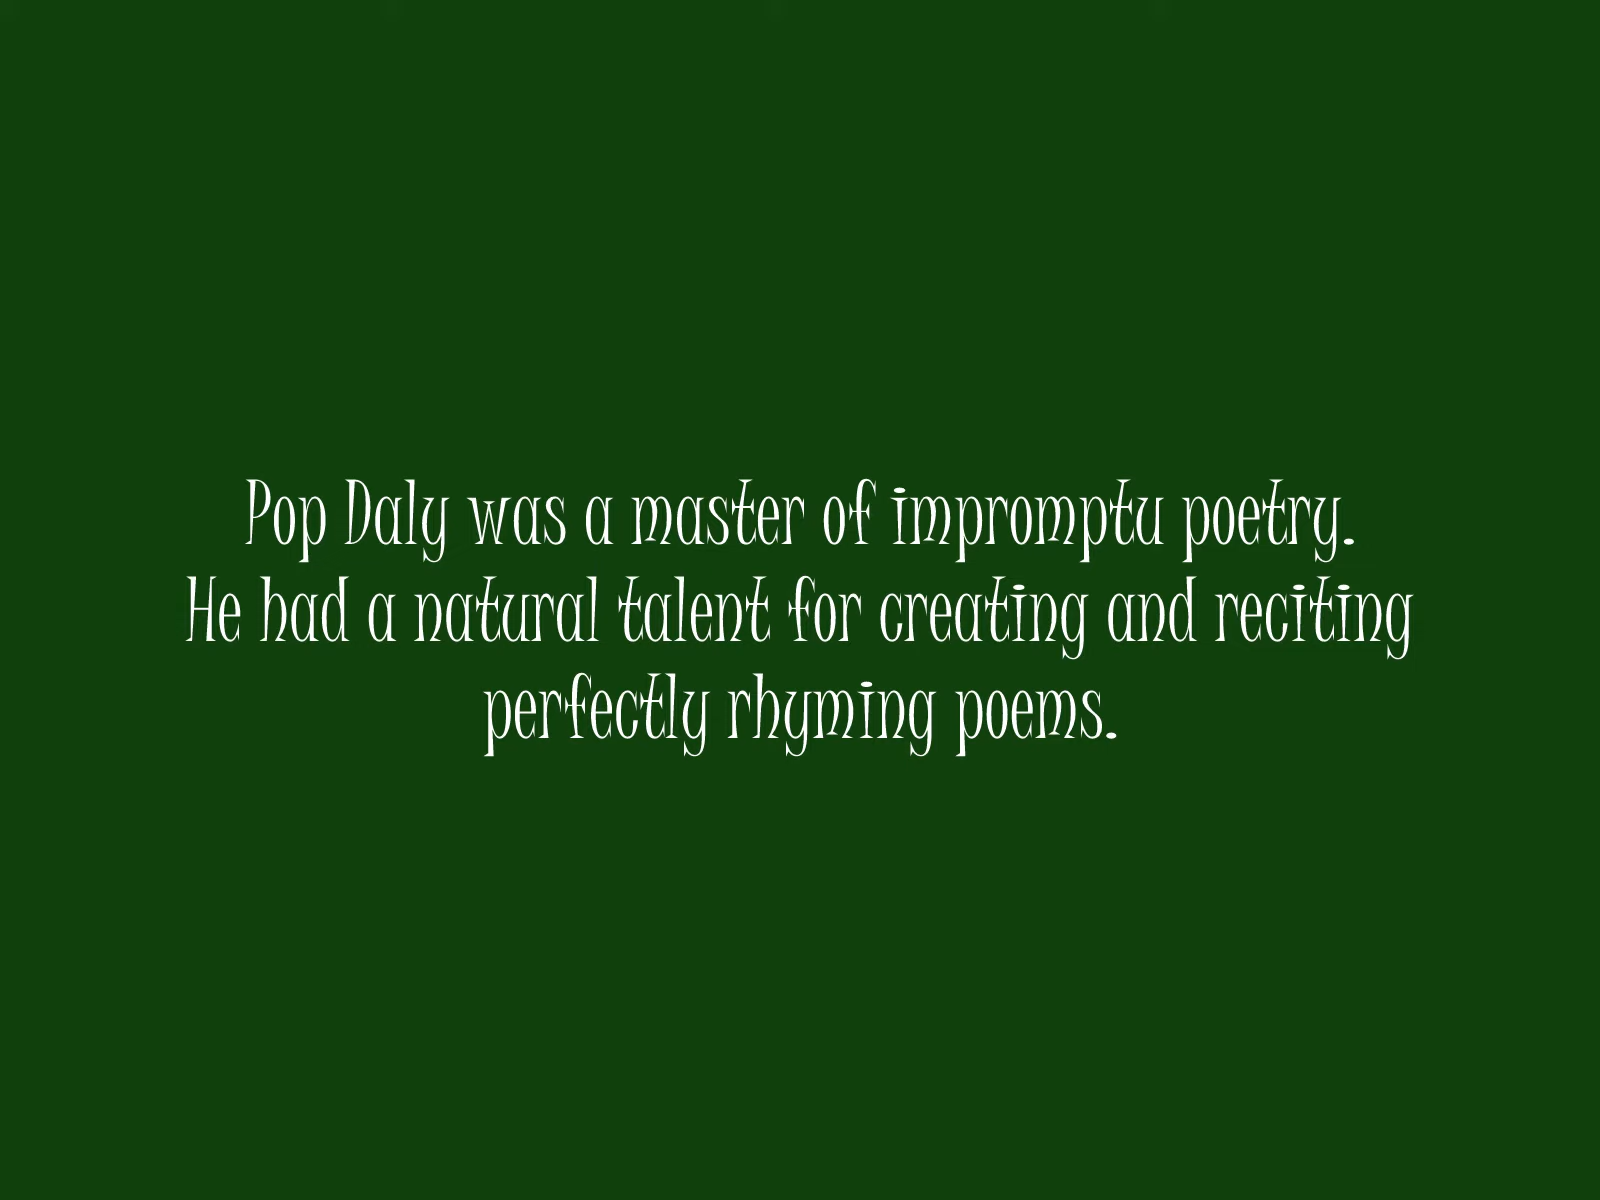 Pop Daly was a master of impromptu poetry.
He had a natural talent for creating and reciting
perfectly rhyming poems.